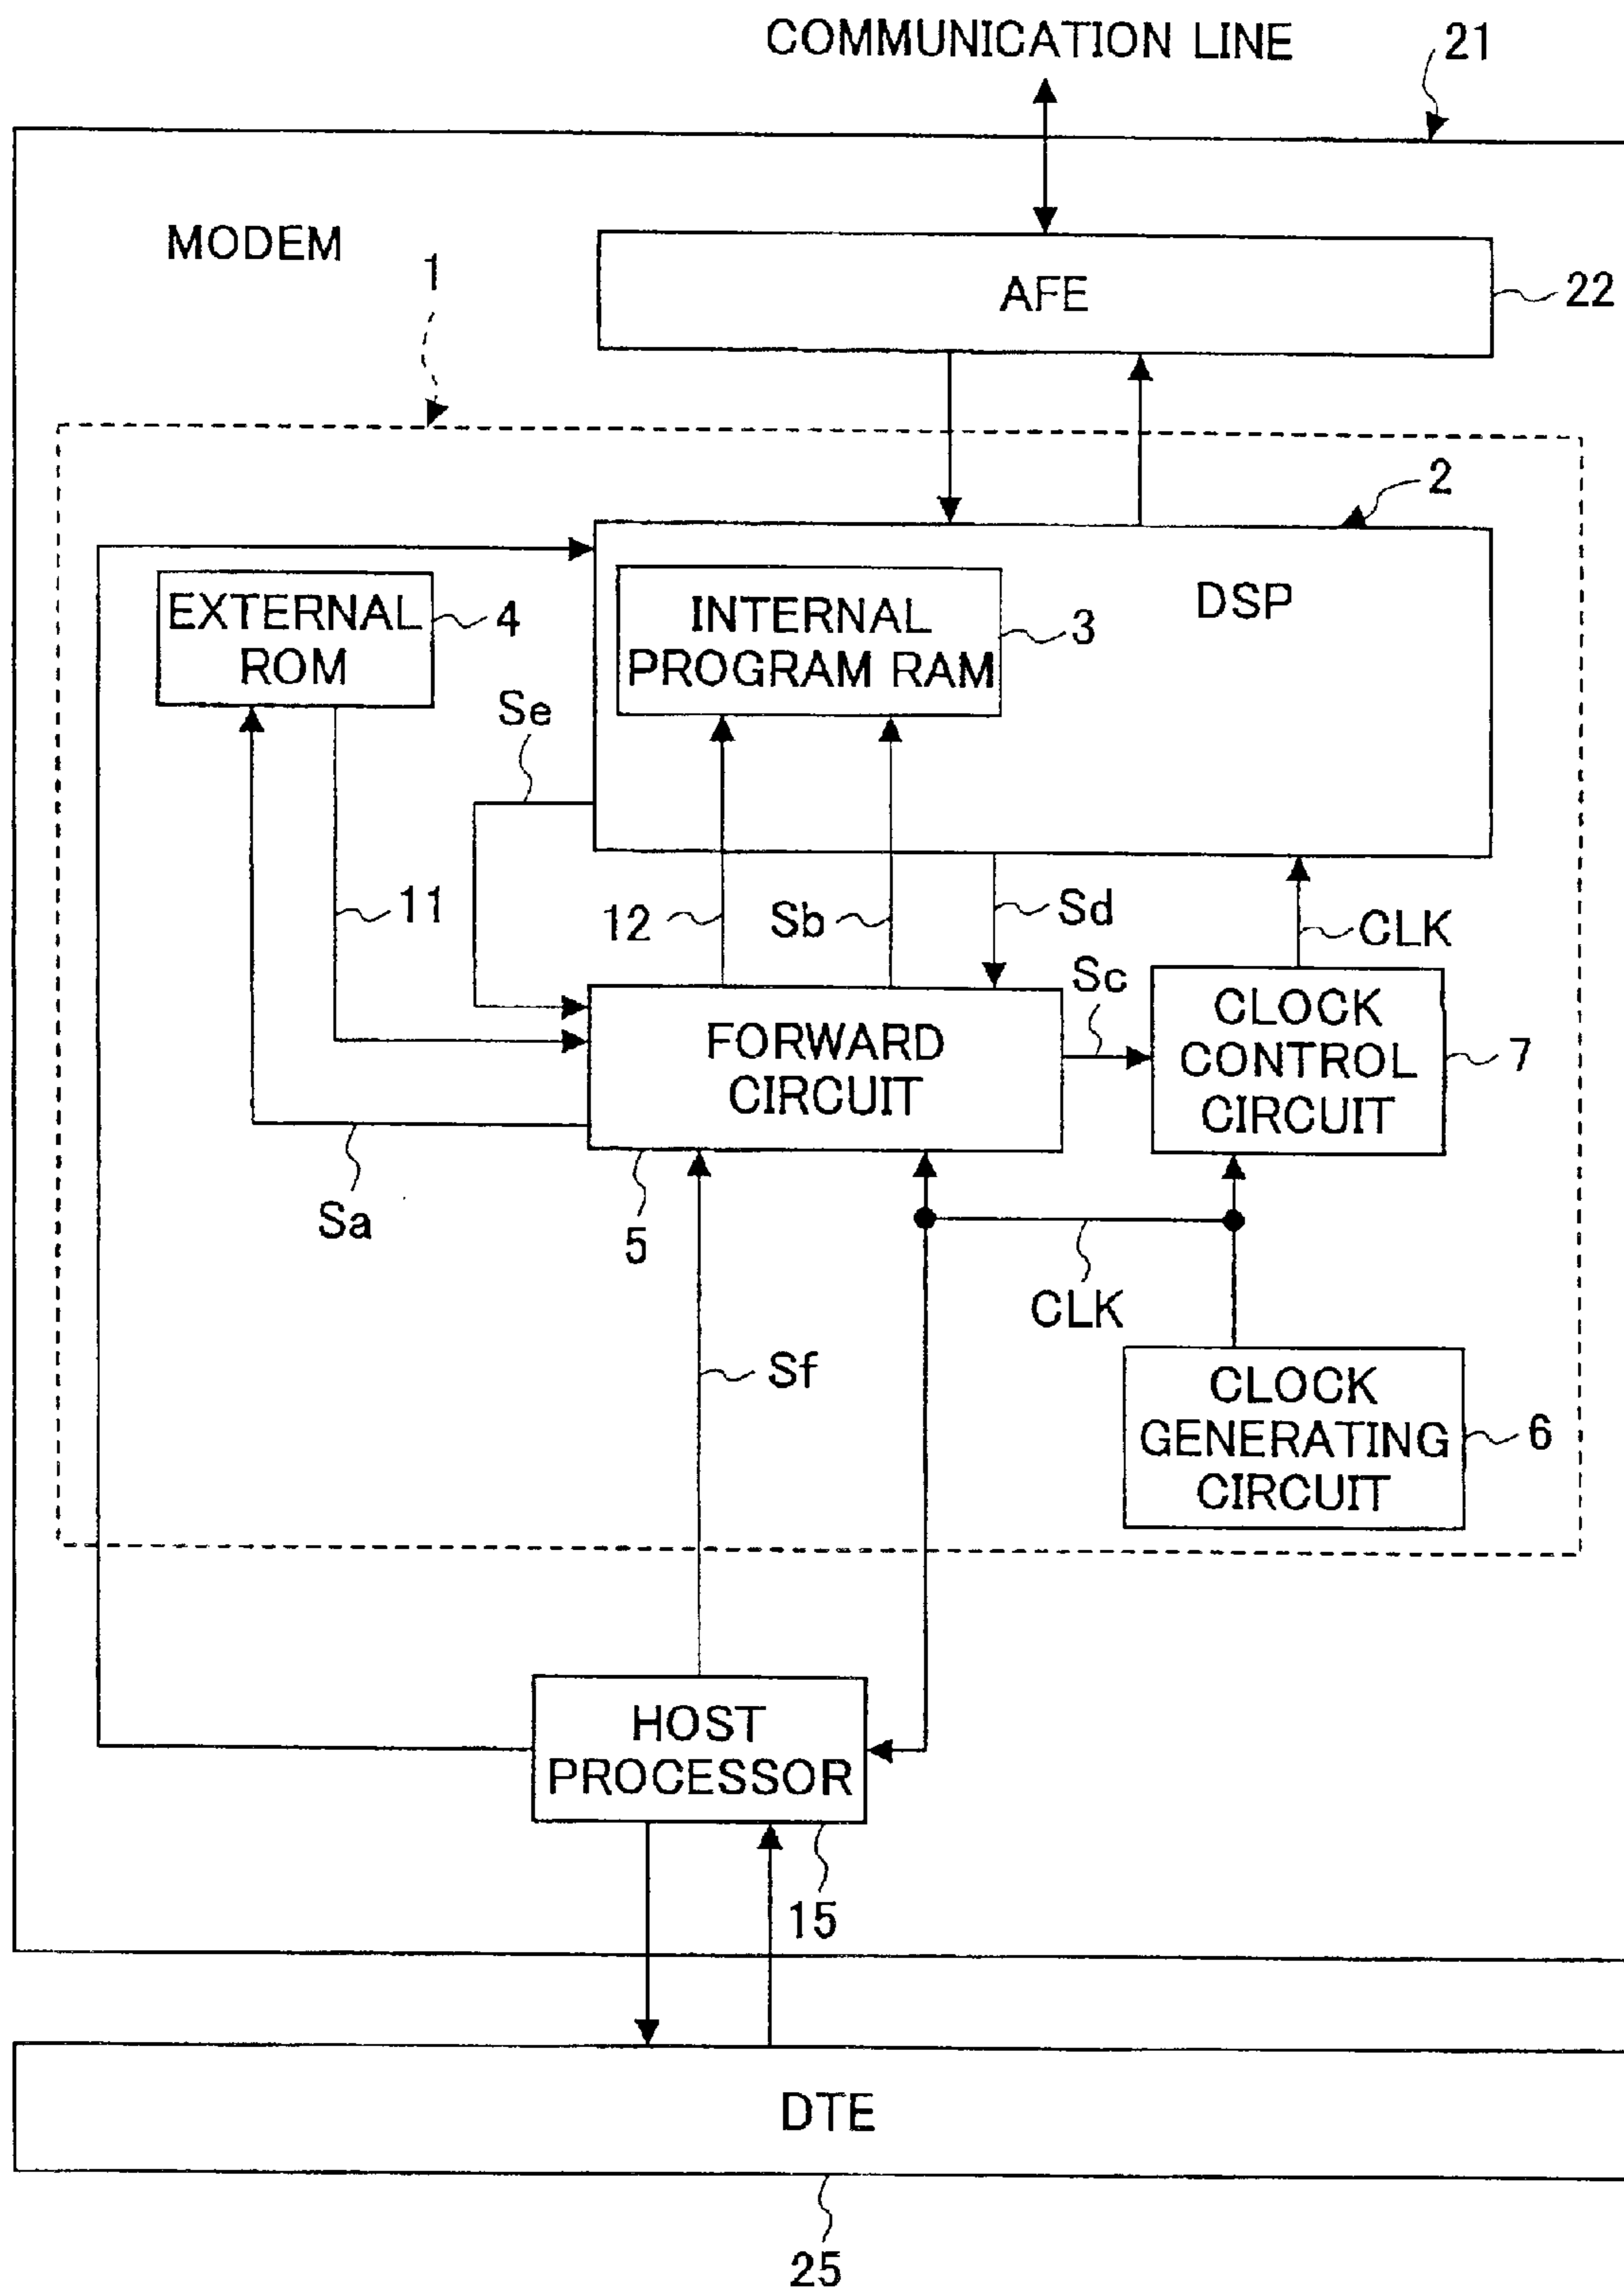 COMMUNICATION LINE
21
MODEM
1
AFE
22
2
DSP
EXTERNAL
ROM
4
INTERNAL
PROGRAM RAM
3
Se
11
12
Sb
Sd
CLK
Sc
FORWARD
CIRCUIT
CLOCK
CONTROL
CIRCUIT
7
Sa
5
CLK
Sf
CLOCK
GENERATING
CIRCUIT
6
HOST
PROCESSOR
15
DTE
25